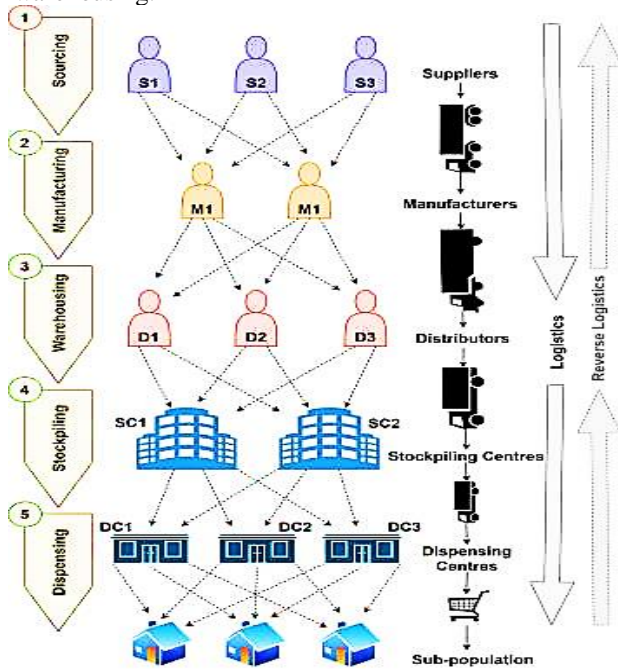 1
Sourcing
S1
S2
S3
Suppliers
2
Manufacturing
M1
M1
Manufacturers
3
Warehousing
D1
D2
D3
Distributors
Logistics
Reverse Logistics
4
Stockpiling
SC1
SC2
Stockpiling Centres
5
Dispensing
DC1
DC2
DC3
Dispensing
Centres
Sub-population